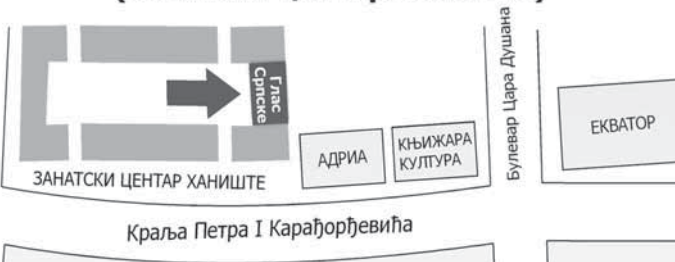 Глас
Српске
Булевар Цара Душана
АДРИА
КЊИЖАРА
КУЛТУРА
ЕКВАТОР
ЗАНАТСКИ ЦЕНТАР ХАНИШТЕ
Краља Петра I Карађорђевића